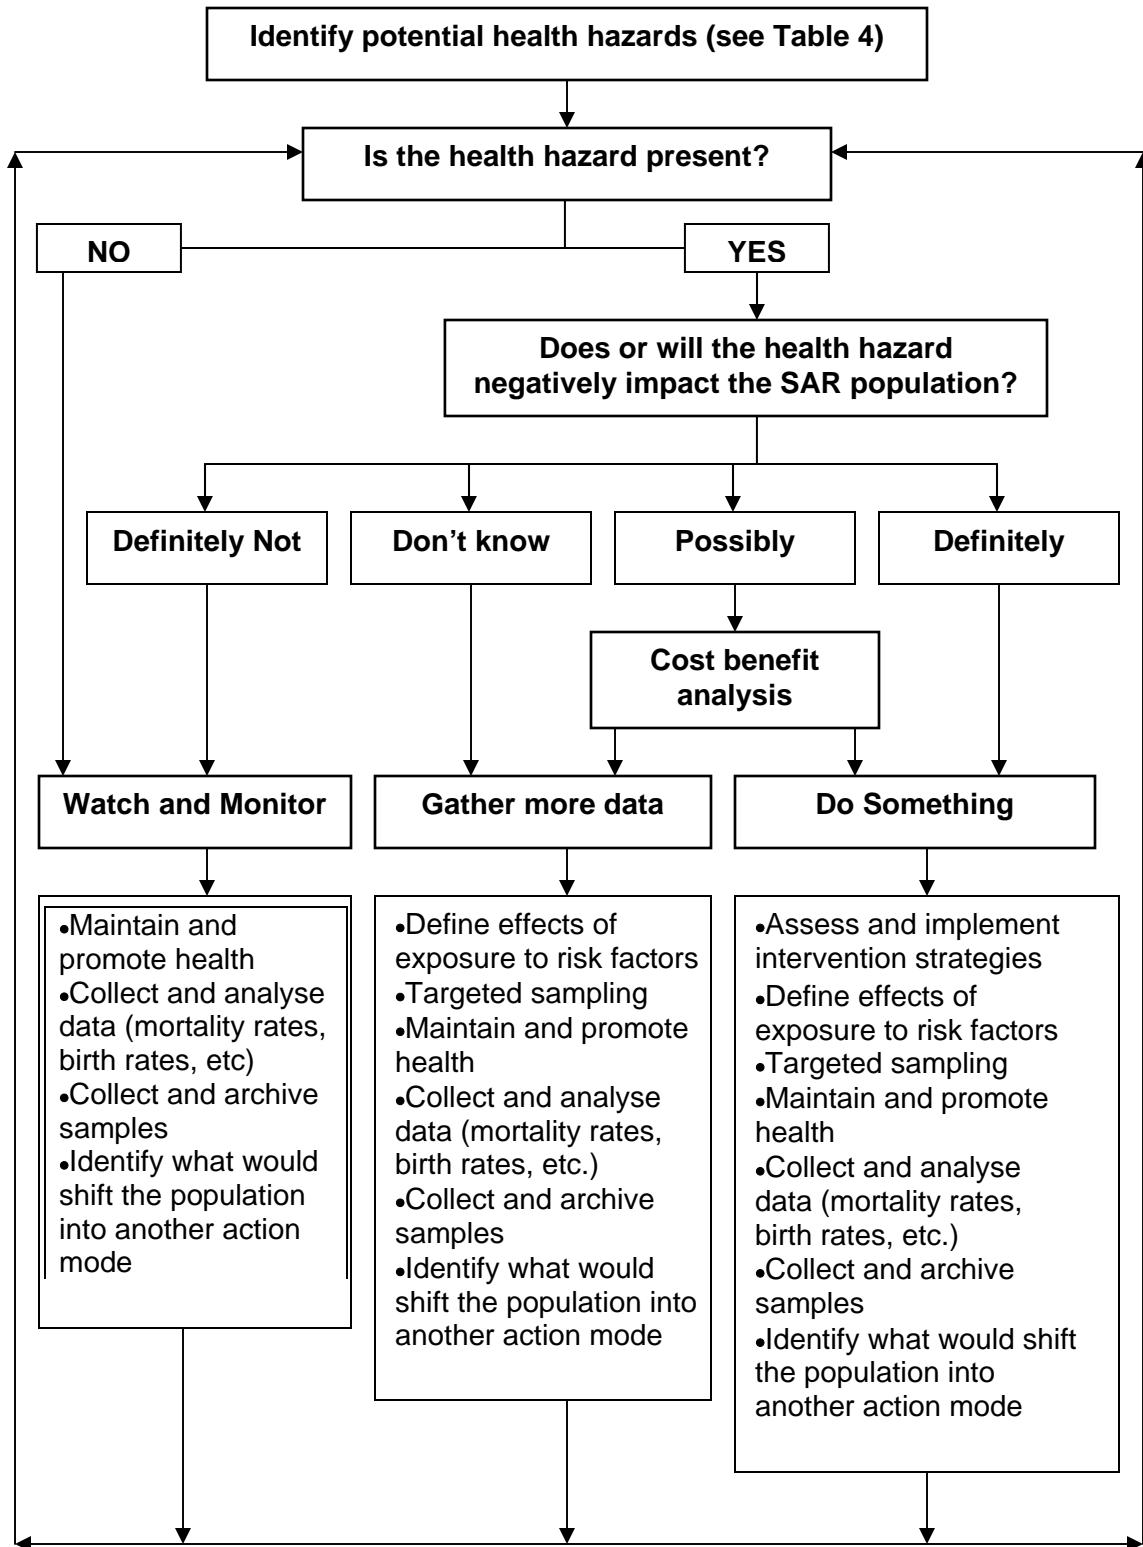 Identify potential health hazards (see Table 4)
Is the health hazard present?
NO
YES
Does or will the health hazard
negatively impact the SAR population?
Definitely Not
Don't know
Possibly
Definitely
Cost benefit
analysis
Watch and Monitor
Gather more data
Do Something
•Maintain and
promote health
•Collect and analyse
data (mortality rates,
birth rates, etc)
•Collect and archive
samples
•Identify what would
shift the population
into another action
mode
•Define effects of
exposure to risk factors
•Targeted sampling
•Maintain and promote
health
•Collect and analyse
data (mortality rates,
birth rates, etc.)
•Collect and archive
samples
•Identify what would
shift the population into
another action mode
•Assess and implement
intervention strategies
•Define effects of
exposure to risk factors
•Targeted sampling
•Maintain and promote
health
•Collect and analyse
data (mortality rates,
birth rates, etc.)
•Collect and archive
samples
•Identify what would shift
the population into
another action mode